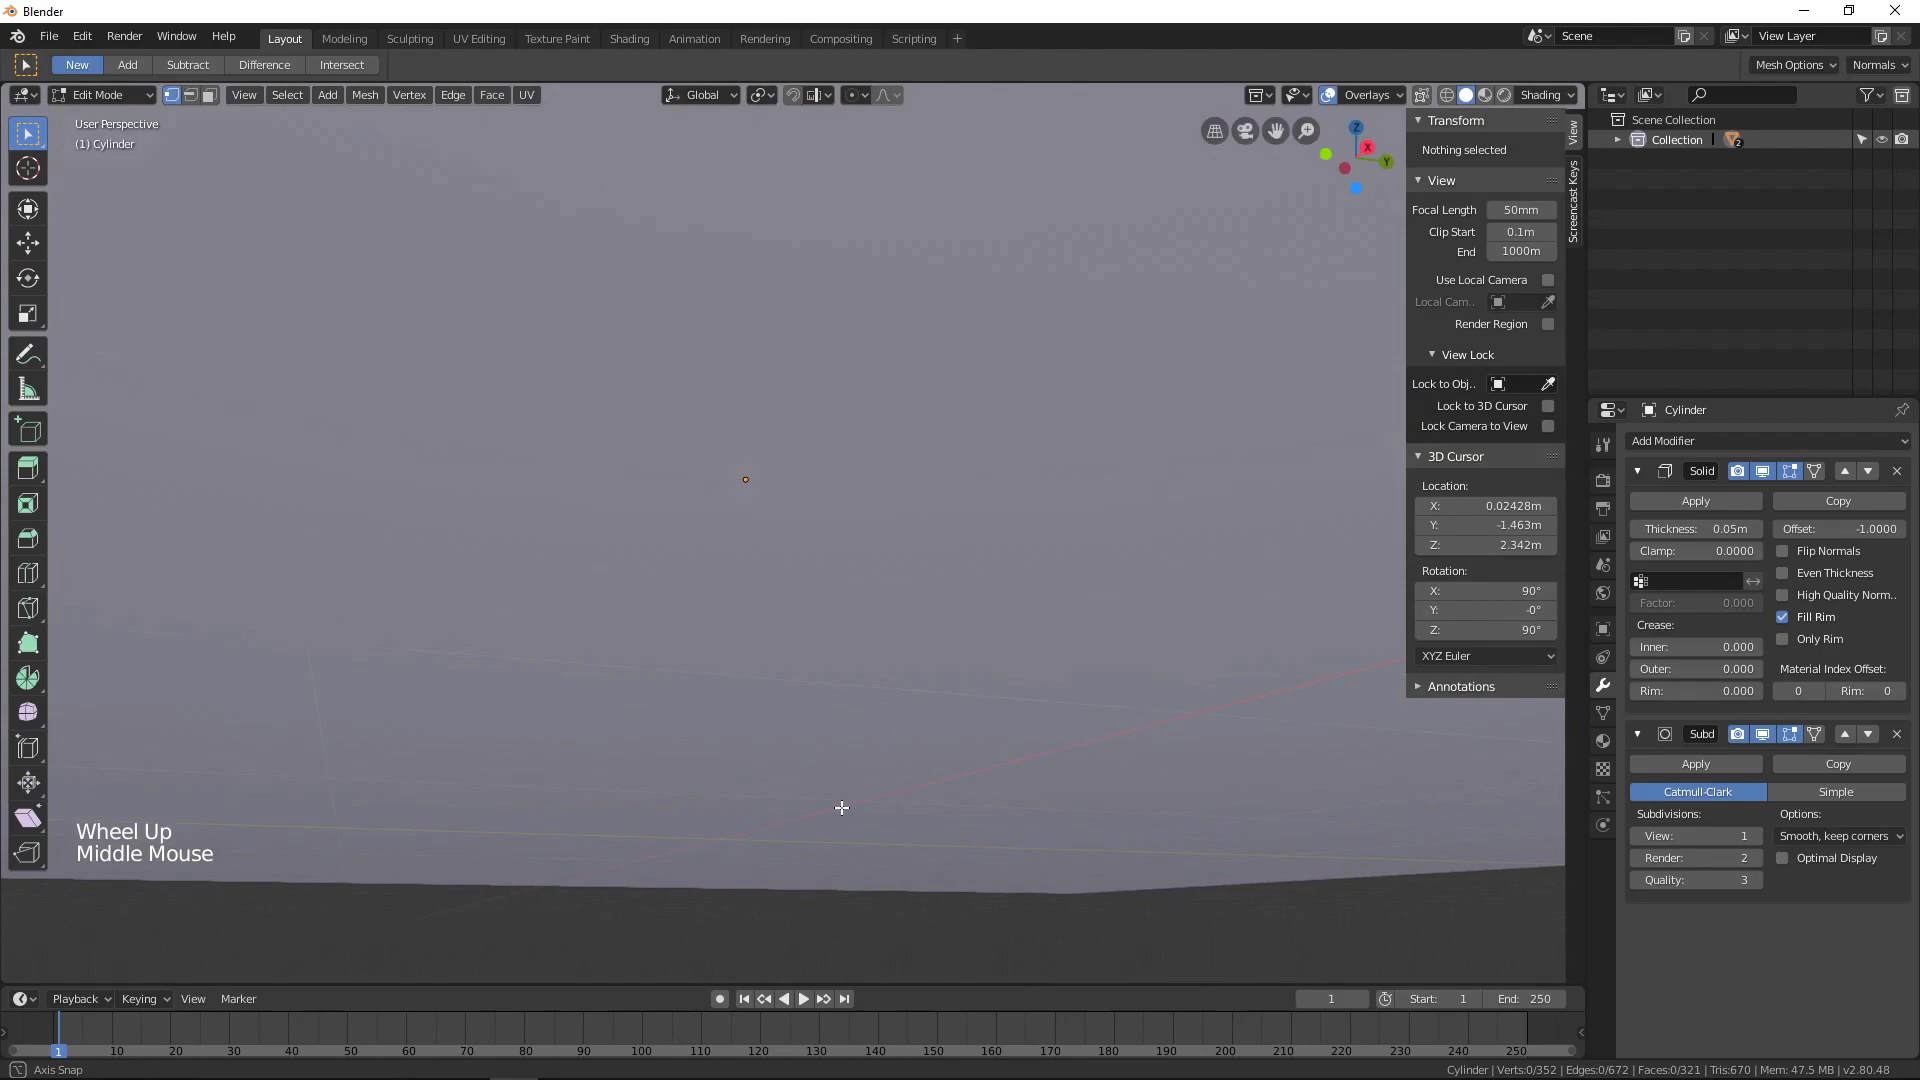 Blender
File Edit Render Window Help Layout Modeling Sculpting UV Editing Texture Paint Shading Animation Rendering Compositing Scripting + Scene View Layer
New Add Subtract Difference Intersect Mesh Options Normals
Edit Mode View Select Add Mesh Vertex Edge Face UV Global Overlays Shading
User Perspective
(1) Cylinder
Z
X
Y
Transform
Nothing selected
View
Focal Length 50mm
Clip Start 0.1m
End 1000m
Use Local Camera
Local Cam..
Render Region
View Lock
Lock to Obj..
Lock to 3D Cursor
Lock Camera to View
3D Cursor
Location:
X: 0.02428m
Y: -1.463m
Z: 2.342m
Rotation:
X: 90°
Y: -0°
Z: 90°
XYZ Euler
Annotations
View
Screencast Keys
Scene Collection
Collection 2
Cylinder
Add Modifier
Solid
Apply Copy
Thickness: 0.05m Offset: -1.0000
Clamp: 0.0000 Flip Normals
Even Thickness
Factor: 0.000 High Quality Norm..
Crease: Fill Rim
Inner: 0.000 Only Rim
Outer: 0.000 Material Index Offset:
Rim: 0.000 0 Rim: 0
Subd
Apply Copy
Catmull-Clark Simple
Subdivisions: Options:
View: 1 Smooth, keep corners
Render: 2 Optimal Display
Quality: 3
Wheel Up
Middle Mouse
Playback Keying View Marker 1 Start: 1 End: 250
1 10 20 30 40 50 60 70 80 90 100 110 120 130 140 150 160 170 180 190 200 210 220 230 240 250
Axis Snap Cylinder | Verts:0/352 | Edges:0/672 | Faces:0/321 | Tris:670 | Mem: 47.5 MB | v2.80.48